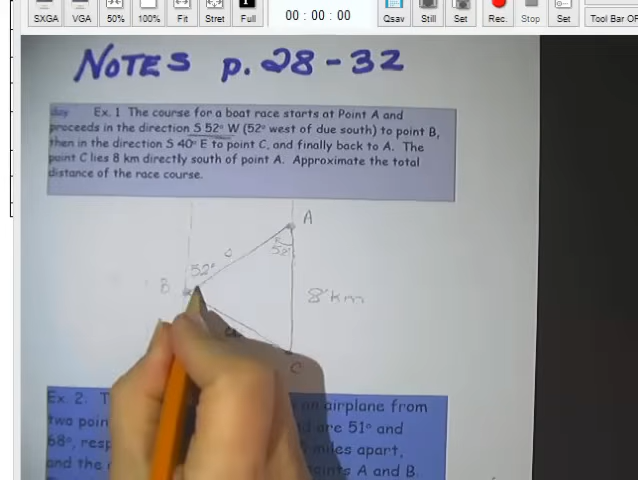 SXGA VGA 50% 100% Fit Stret Full 00 : 00 : 00 Qsav Still Set Rec. Stop Set Tool Bar
NOTES p. 28-32
day Ex. 1 The course for a boat race starts at Point A and
proceeds in the direction S 52° W (52° west of due south) to point B,
then in the direction S 40° E to point C, and finally back to A. The
point C lies 8 km directly south of point A. Approximate the total
distance of the race course.
A
52°
52°
B
8 km
C
Ex. 2. an airplane from
two poin are 51° and
68°, resp miles apart,
and the points A and B.